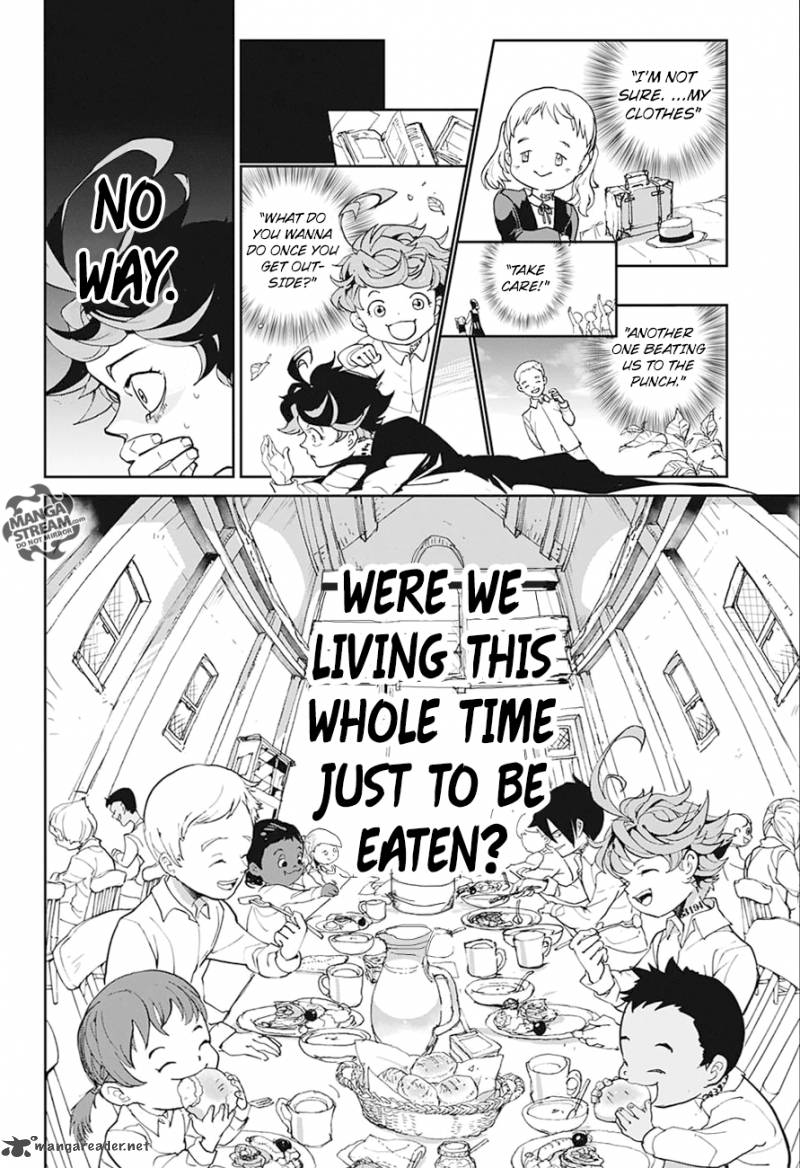 "I'M NOT
SURE. ...MY
CLOTHES"
"TAKE
CARE!"
"ANOTHER
ONE BEATING
US TO THE
PUNCH."
"WHAT DO
YOU WANNA
DO ONCE YOU
GET OUT-
SIDE?"
NO
WAY.
WERE WE
LIVING THIS
WHOLE TIME
JUST TO BE
EATEN?
MANGA
STREAM.com
DO NOT MIRROR!
mangareader.net